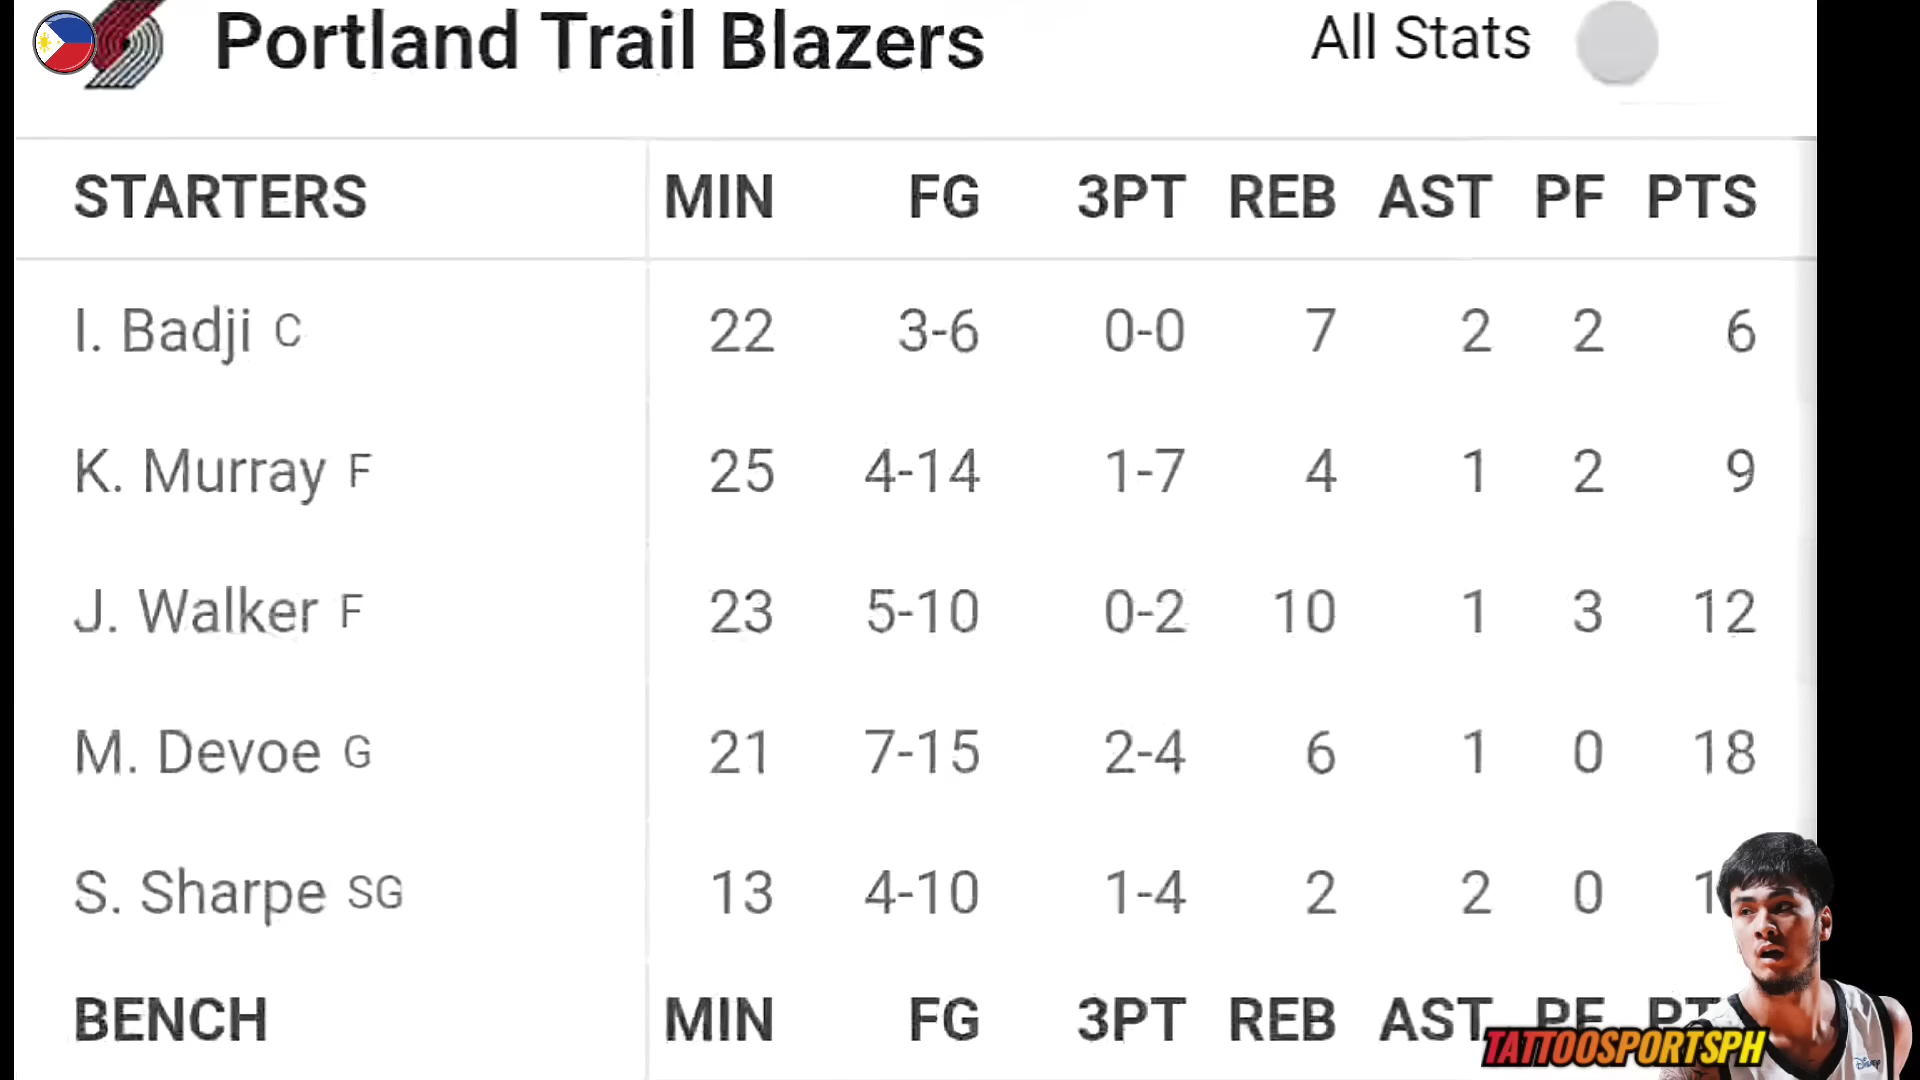 Portland Trail Blazers All Stats
STARTERS MIN FG 3PT REB AST PF PTS
I. Badji C 22 3-6 0-0 7 2 2 6
K. Murray F 25 4-14 1-7 4 1 2 9
J. Walker F 23 5-10 0-2 10 1 3 12
M. Devoe G 21 7-15 2-4 6 1 0 18
S. Sharpe SG 13 4-10 1-4 2 2 0
BENCH MIN FG 3PT REB AST PF
TATTOOSPORTSPH
Disney